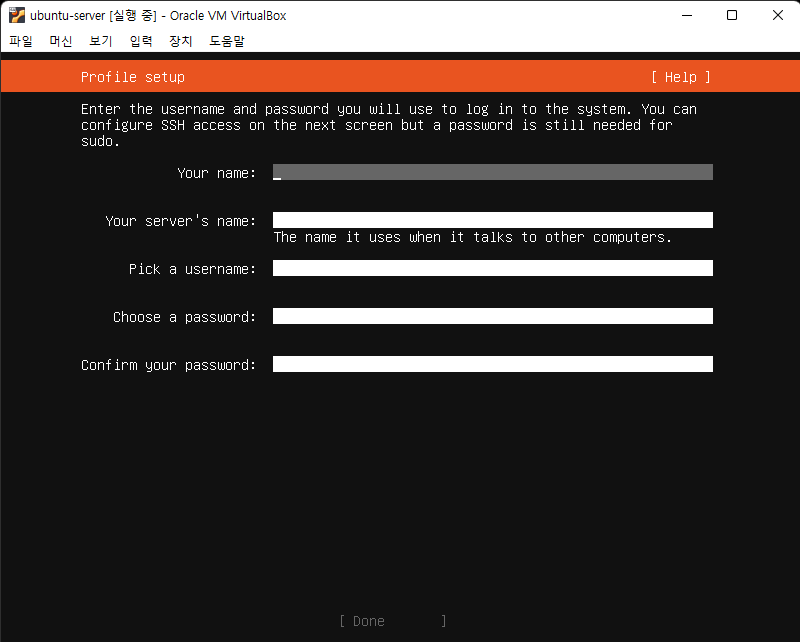 ubuntu-server [실행 중] - Oracle VM VirtualBox
파일 머신 보기 입력 장치 도움말
Profile setup [ Help ]
Enter the username and password you will use to log in to the system. You can
configure SSH access on the next screen but a password is still needed for
sudo.
Your name:
Your server's name:
The name it uses when it talks to other computers.
Pick a username:
Choose a password:
Confirm your password:
[ Done ]